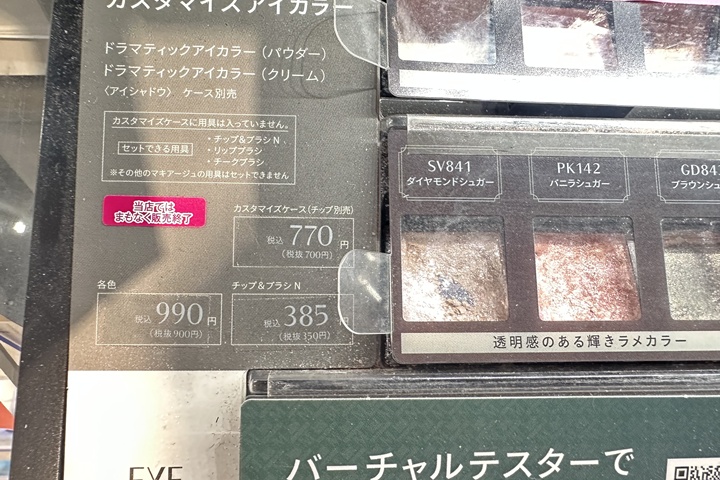 カスタマイズアイカラー
ドラマティックアイカラー（パウダー）
ドラマティックアイカラー（クリーム）
〈アイシャドウ〉 ケース別売
カスタマイズケースに用具は入っていません。
セットできる用具
・チップ&ブラシ N
・リップブラシ
・チークブラシ
※その他のマキアージュの用具はセットできません
当店では
まもなく販売終了
カスタマイズケース（チップ別売）
税込 770 円
（税抜 700円）
各色
税込 990 円
（税抜 900円）
チップ&ブラシ N
税込 385 円
（税抜 350円）
SV841
ダイヤモンドシュガー
PK142
バニラシュガー
GD84
ブラウンシュ
透明感のある輝きラメカラー
EYE
バーチャルテスターで